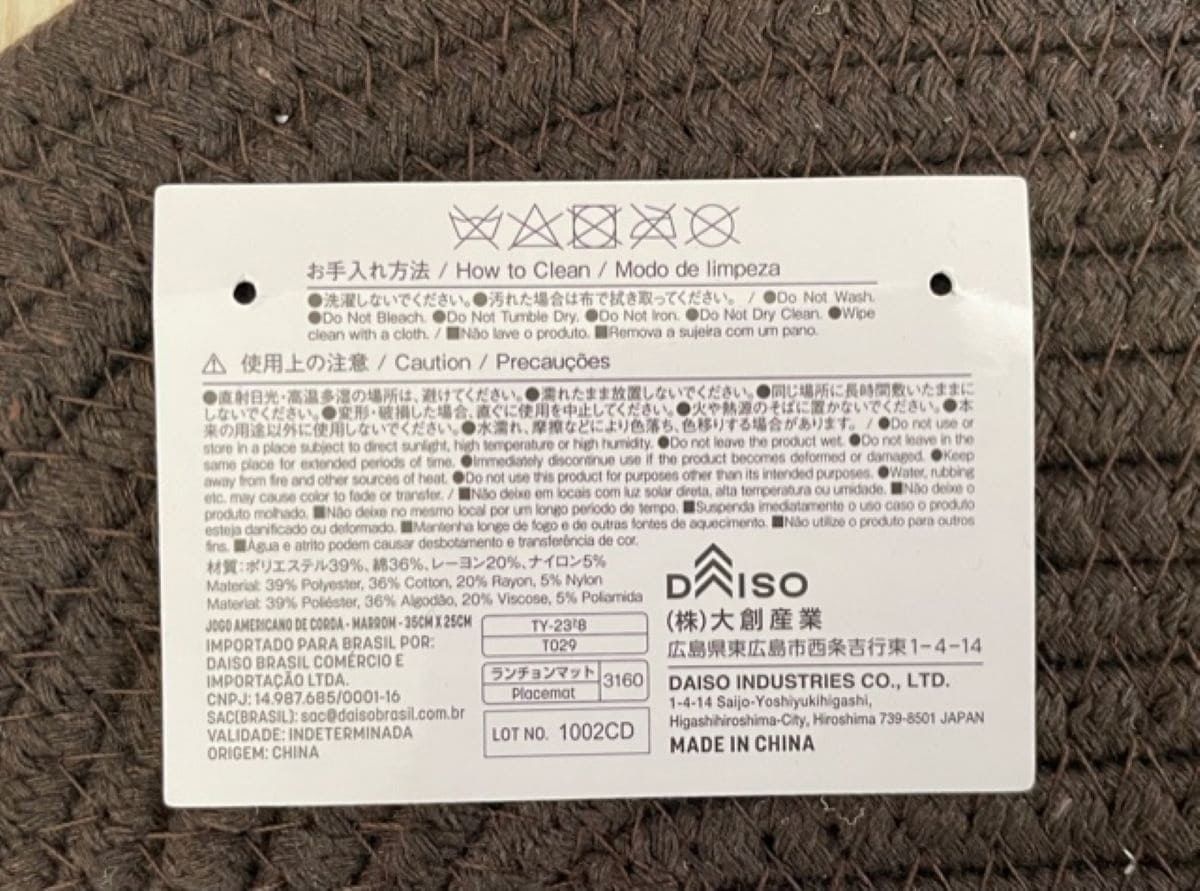 お手入れ方法 / How to Clean / Modo de limpeza
●洗濯しないでください。●汚れた場合は布で拭き取ってください。 / ●Do Not Wash.
●Do Not Bleach. ●Do Not Tumble Dry. ●Do Not Iron. ●Do Not Dry Clean. ●Wipe
clean with a cloth. / ■Não lave o produto. ■Remova a sujeira com um pano.
⚠ 使用上の注意 / Caution / Precauções
●直射日光・高温多湿の場所は、避けてください。●濡れたまま放置しないでください。●同じ場所に長時間敷いたままに
しないでください。●変形・破損した場合、直ぐに使用を中止してください。●火や熱源のそばに置かないでください。●本
来の用途以外に使用しないでください。●水濡れ、摩擦などにより色落ち、色移りする場合があります。 / ●Do not use or
store in a place subject to direct sunlight, high temperature or high humidity. ●Do not leave the product wet. ●Do not leave in the
same place for extended periods of time. ●Immediately discontinue use if the product becomes deformed or damaged. ●Keep
away from fire and other sources of heat. ●Do not use this product for purposes other than its intended purposes. ●Water, rubbing
etc. may cause color to fade or transfer. / ■Não deixe em locais com luz solar direta, alta temperatura ou umidade. ■Não deixe o
produto molhado. ■Não deixe no mesmo local por um longo período de tempo. ■Suspenda imediatamente o uso caso o produto
esteja danificado ou deformado. ■Mantenha longe de fogo e de outras fontes de aquecimento. ■Não utilize o produto para outros
fins. ■Água e atrito podem causar desbotamento e transferência de cor.
材質:ポリエステル39%、綿36%、レーヨン20%、ナイロン5%
Material: 39% Polyester, 36% Cotton, 20% Rayon, 5% Nylon
Material: 39% Poliéster, 36% Algodão, 20% Viscose, 5% Poliamida
JOGO AMERICANO DE CORDA - MARROM - 35CM X 25CM
IMPORTADO PARA BRASIL POR:
DAISO BRASIL COMÉRCIO E
IMPORTAÇÃO LTDA.
CNPJ: 14.987.685/0001-16
SAC(BRASIL): sac@daisobrasil.com.br
VALIDADE: INDETERMINADA
ORIGEM: CHINA
T029
ランチョンマット
Placemat
3160
LOT NO. 1002CD
DAISO
(株)大創産業
広島県東広島市西条吉行東1-4-14
DAISO INDUSTRIES CO., LTD.
1-4-14 Saijo-Yoshiyukihigashi,
Higashihiroshima-City, Hiroshima 739-8501 JAPAN
MADE IN CHINA